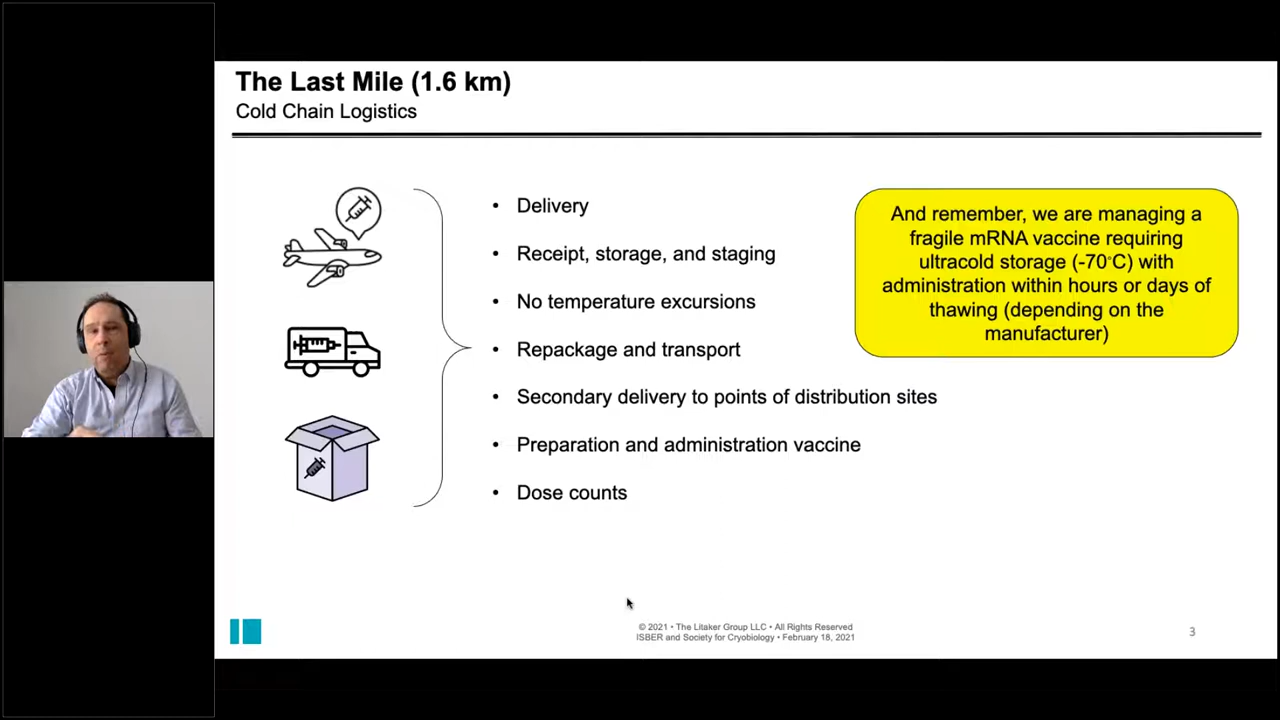 The Last Mile (1.6 km)
Cold Chain Logistics
• Delivery
• Receipt, storage, and staging
• No temperature excursions
• Repackage and transport
• Secondary delivery to points of distribution sites
• Preparation and administration vaccine
• Dose counts
And remember, we are managing a
fragile mRNA vaccine requiring
ultracold storage (-70°C) with
administration within hours or days of
thawing (depending on the
manufacturer)
© 2021 • The Litaker Group LLC • All Rights Reserved
ISBER and Society for Cryobiology • February 18, 2021
3